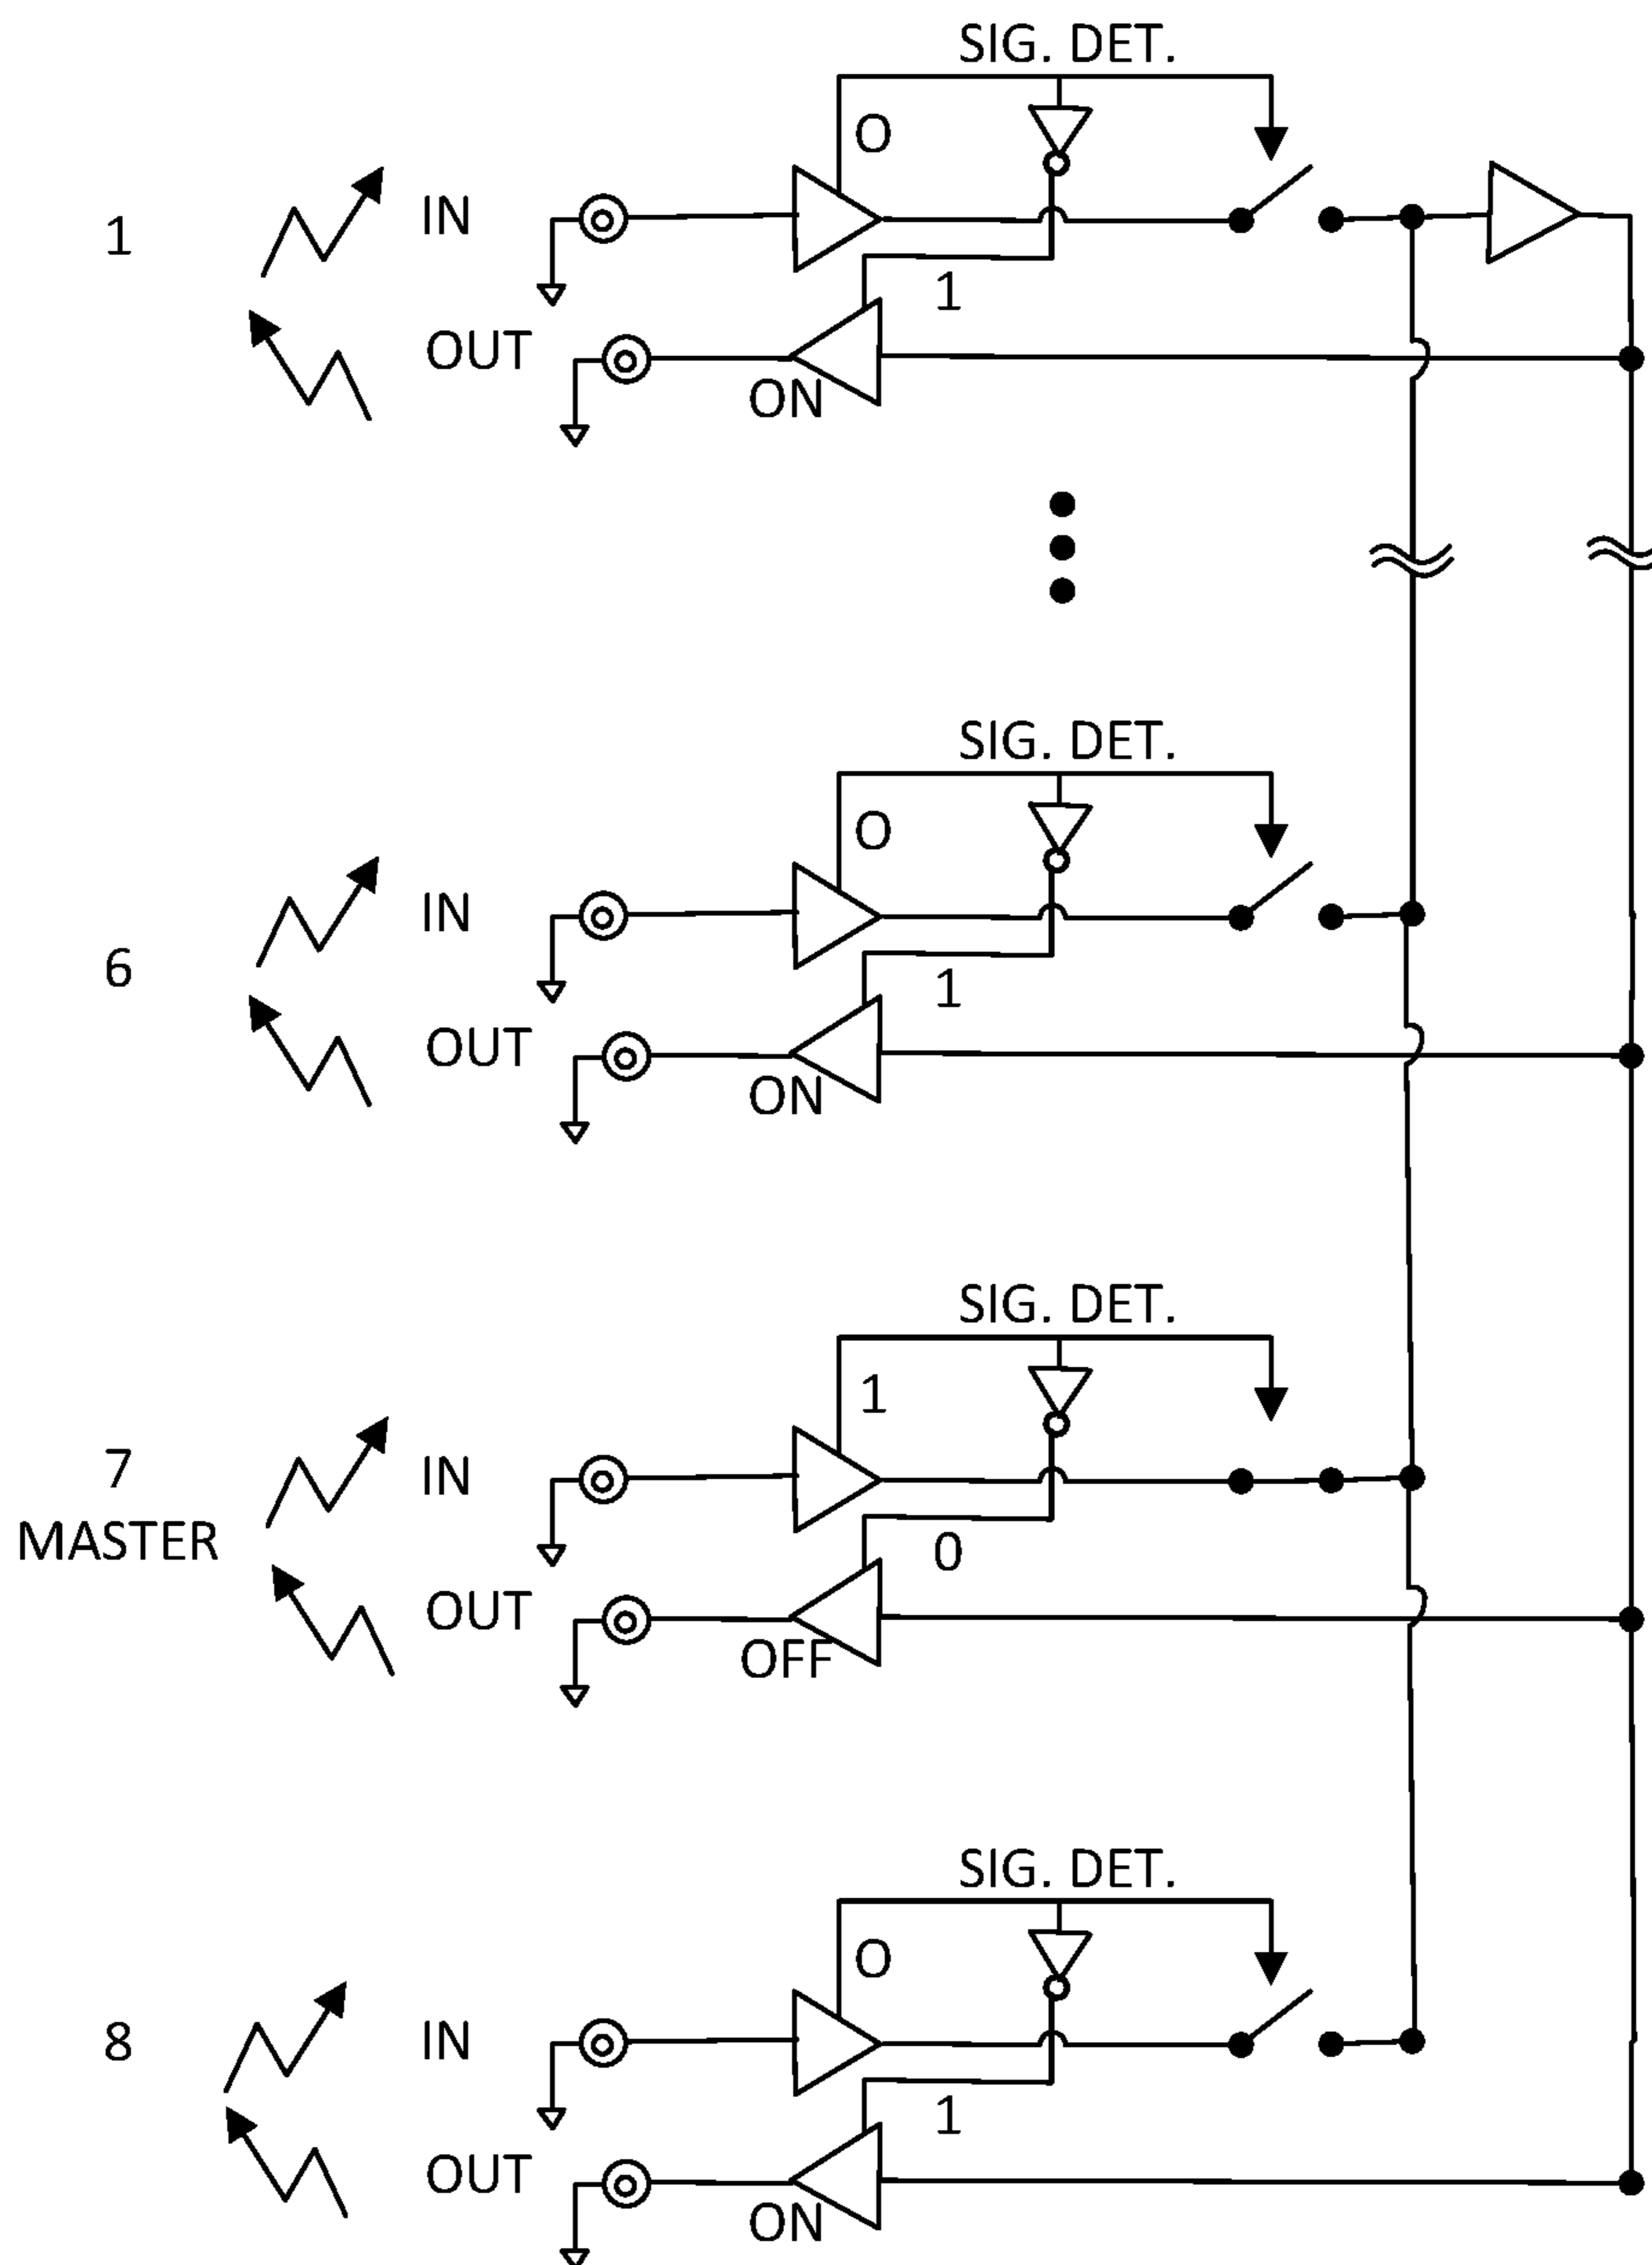 SIG. DET.
O
1
IN
1
OUT
ON
SIG. DET.
O
IN
6
1
OUT
ON
SIG. DET.
1
7
IN
MASTER
0
OUT
OFF
SIG. DET.
O
8
IN
1
OUT
ON